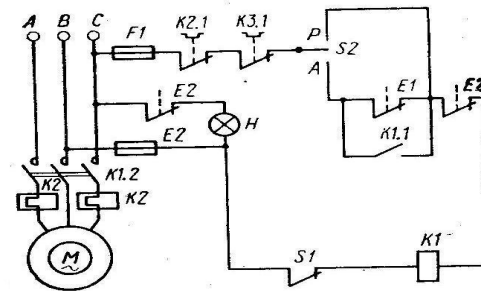 A B C
F1 K2.1 K3.1 P S2
A
E2 E1 E2
H K1.1
E2
K1.2
K2 K2
M
S1 K1